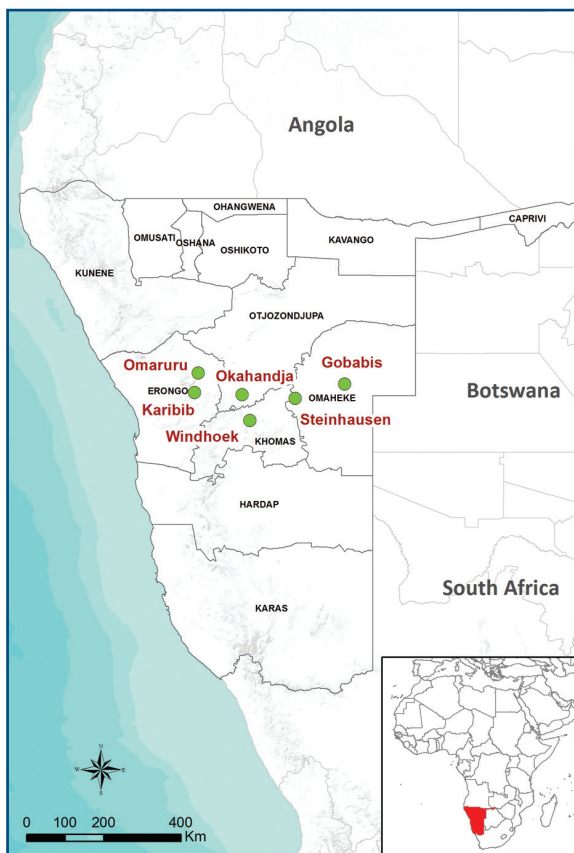 Angola
OHANGWENA
CAPRIVI
OMUSATI
OSHANA
OSHIKOTO
KAVANGO
KUNENE
OTJOZONDJUPA
Omaruru
Okahandja
Gobabis
Botswana
ERONGO
OMAHEKE
Karibib
Steinhausen
Windhoek
KHOMAS
HARDAP
South Africa
KARAS
N
W E
S
0 100 200 400
Km